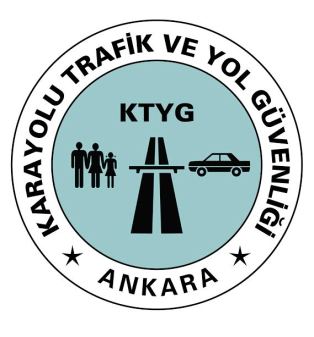 KARAYOLU TRAFİK VE YOL GÜVENLİĞİ
KTYG
ANKARA